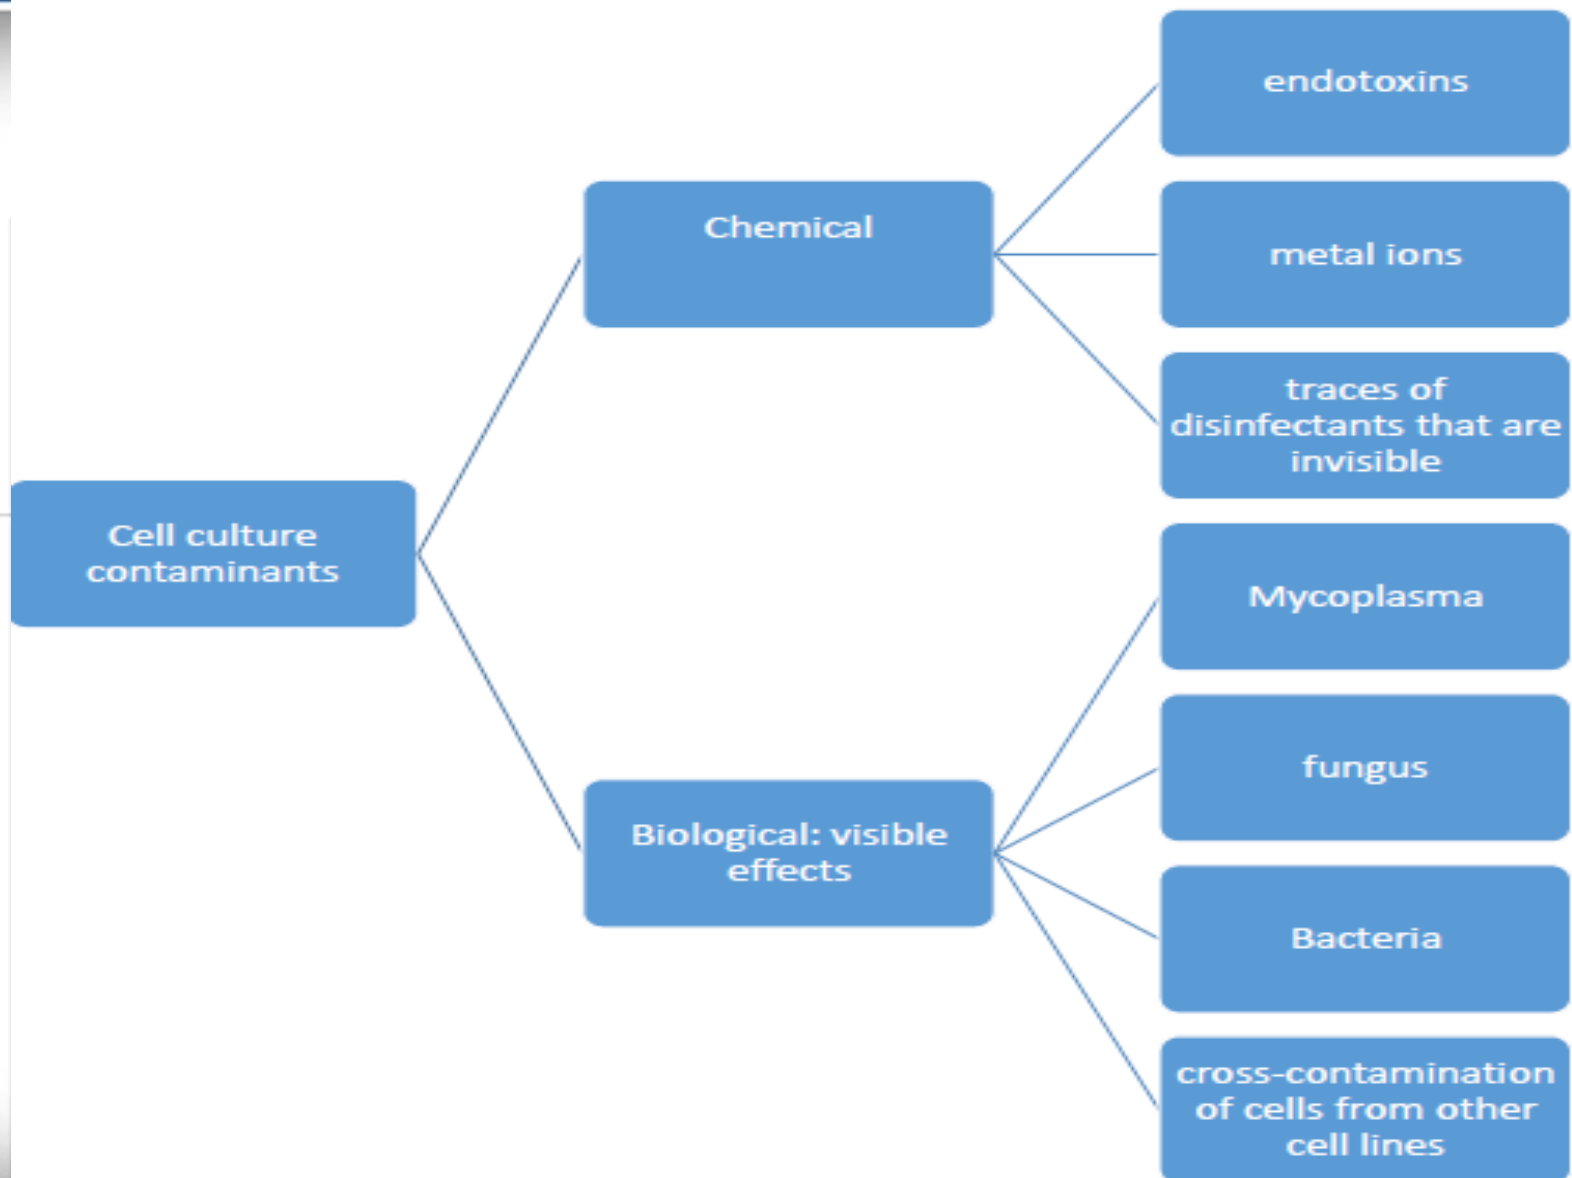 endotoxins
Chemical
metal ions
traces of
disinfectants that are
invisible
Cell culture
contaminants
Mycoplasma
fungus
Biological: visible
effects
Bacteria
cross-contamination
of cells from other
cell lines